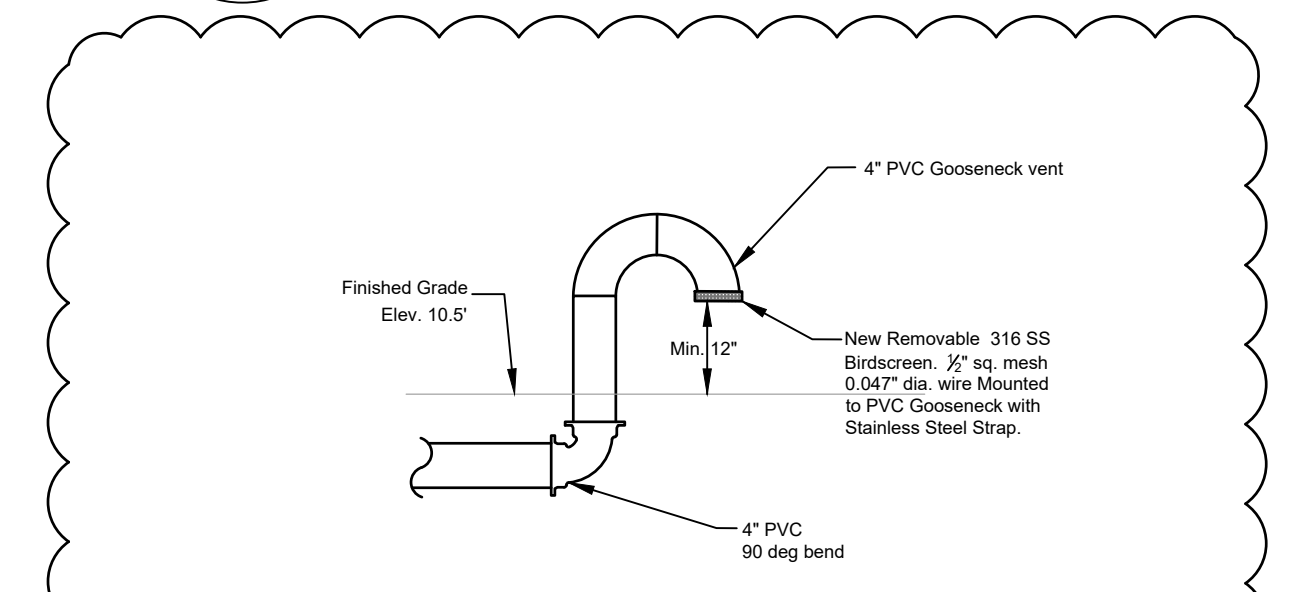 4" PVC Gooseneck vent
Finished Grade
Elev. 10.5'
Min. 12"
New Removable 316 SS
Birdscreen. ½" sq. mesh
0.047" dia. wire Mounted
to PVC Gooseneck with
Stainless Steel Strap.
4" PVC
90 deg bend